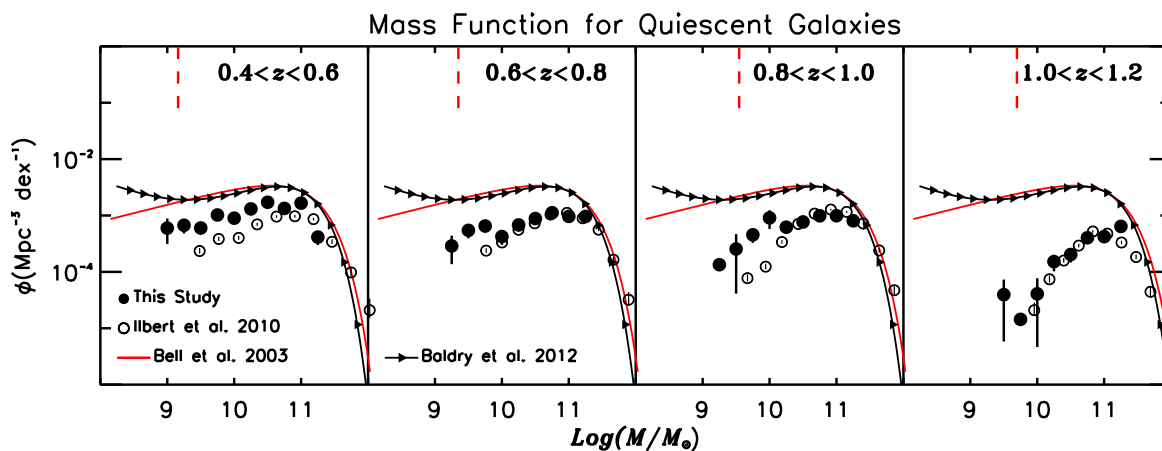 Mass Function for Quiescent Galaxies
0.4<z<0.6 0.6<z<0.8 0.8<z<1.0 1.0<z<1.2
ϕ(Mpc⁻³ dex⁻¹)
10⁻²
10⁻⁴
This Study
Ilbert et al. 2010
Bell et al. 2003 Baldry et al. 2012
9 10 11 9 10 11 9 10 11 9 10 11
Log(M/M⊙)